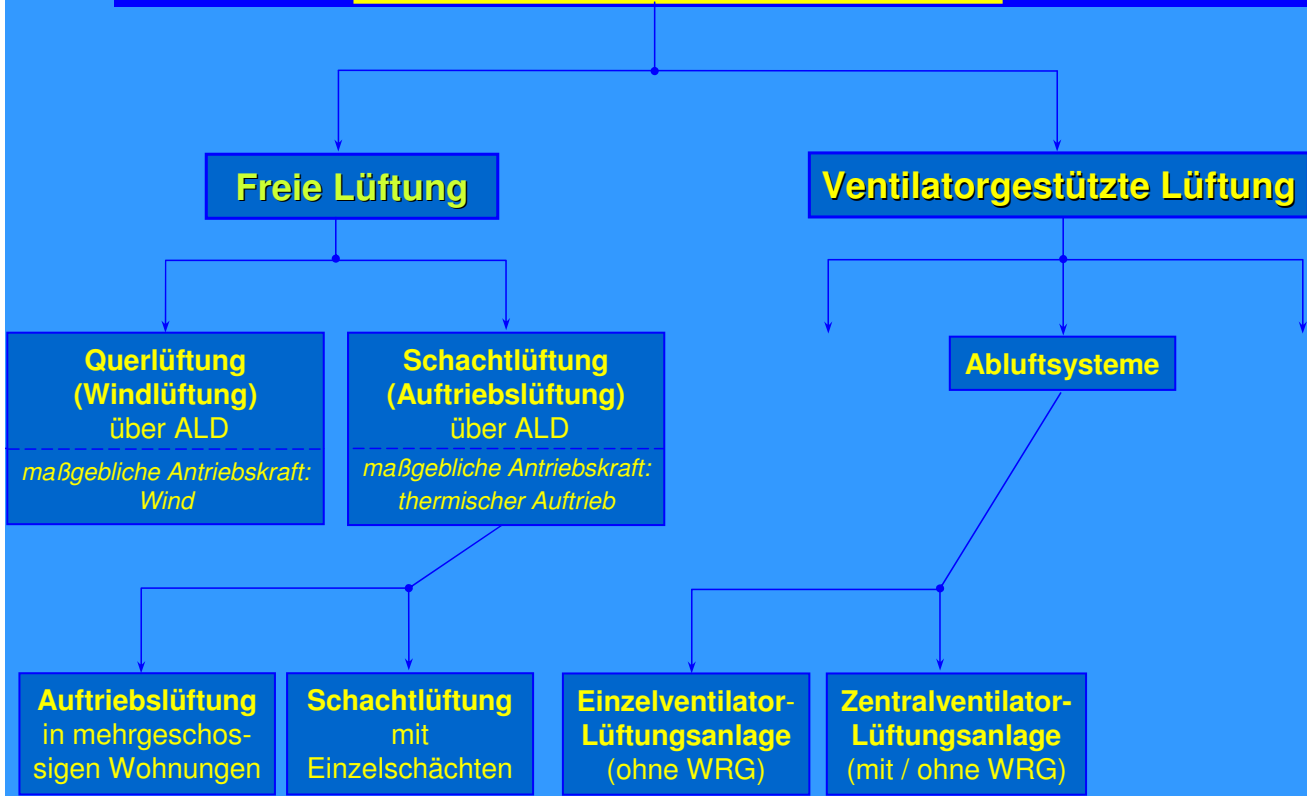 Freie Lüftung
Ventilatorgestützte Lüftung
Querlüftung
(Windlüftung)
über ALD
maßgebliche Antriebskraft:
Wind
Schachtlüftung
(Auftriebslüftung)
über ALD
maßgebliche Antriebskraft:
thermischer Auftrieb
Abluftsysteme
Auftriebslüftung
in mehrgeschos-
sigen Wohnungen
Schachtlüftung
mit
Einzelschächten
Einzelventilator-
Lüftungsanlage
(ohne WRG)
Zentralventilator-
Lüftungsanlage
(mit / ohne WRG)